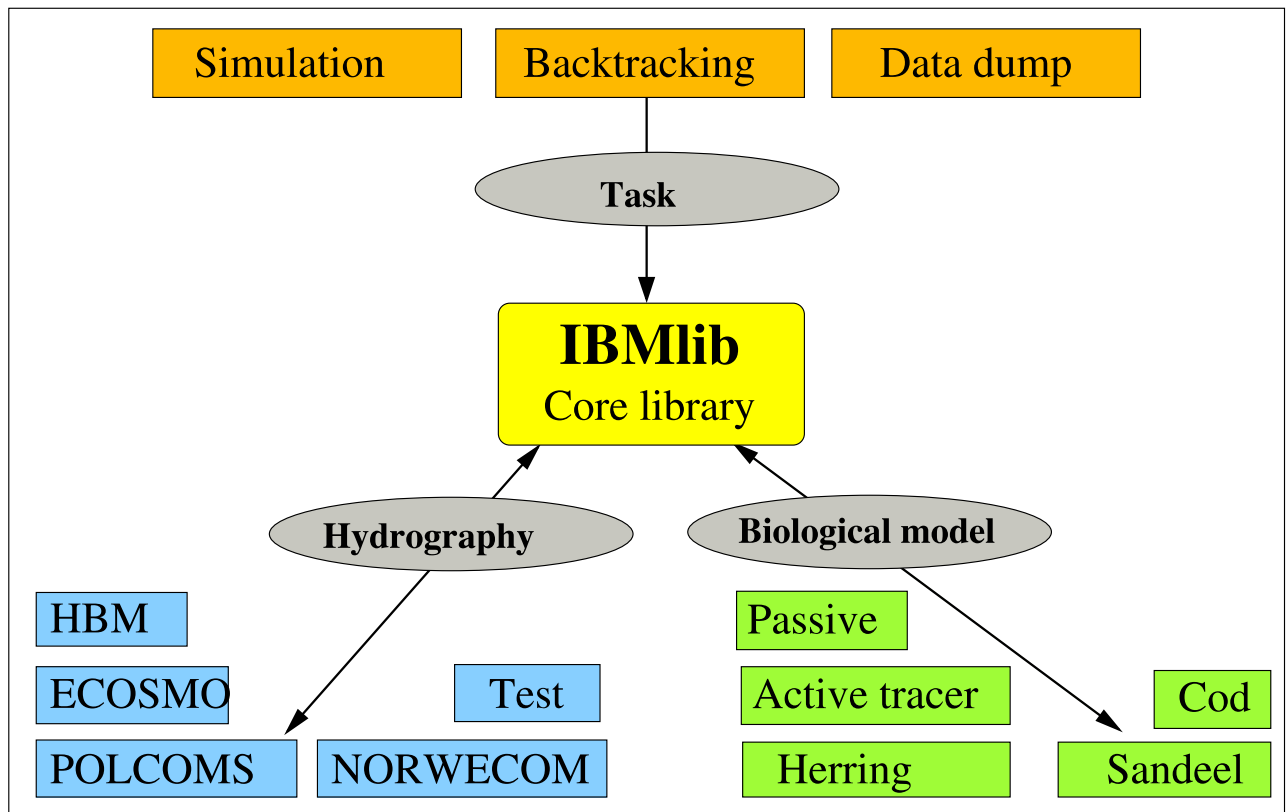 Simulation
Backtracking
Data dump
Task
IBMlib
Core library
Hydrography
Biological model
HBM
ECOSMO
Test
POLCOMS
NORWECOM
Passive
Active tracer
Cod
Herring
Sandeel